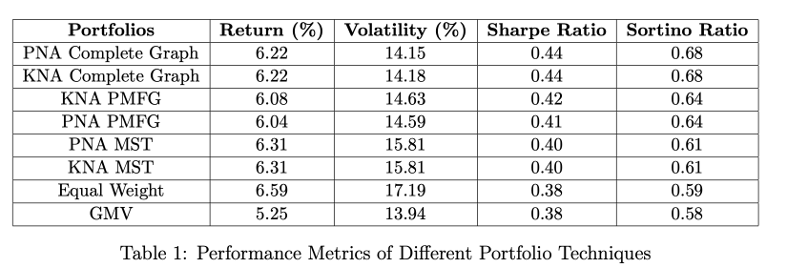 Portfolios Return (%) Volatility (%) Sharpe Ratio Sortino Ratio
PNA Complete Graph 6.22 14.15 0.44 0.68
KNA Complete Graph 6.22 14.18 0.44 0.68
KNA PMFG 6.08 14.63 0.42 0.64
PNA PMFG 6.04 14.59 0.41 0.64
PNA MST 6.31 15.81 0.40 0.61
KNA MST 6.31 15.81 0.40 0.61
Equal Weight 6.59 17.19 0.38 0.59
GMV 5.25 13.94 0.38 0.58
Table 1: Performance Metrics of Different Portfolio Techniques